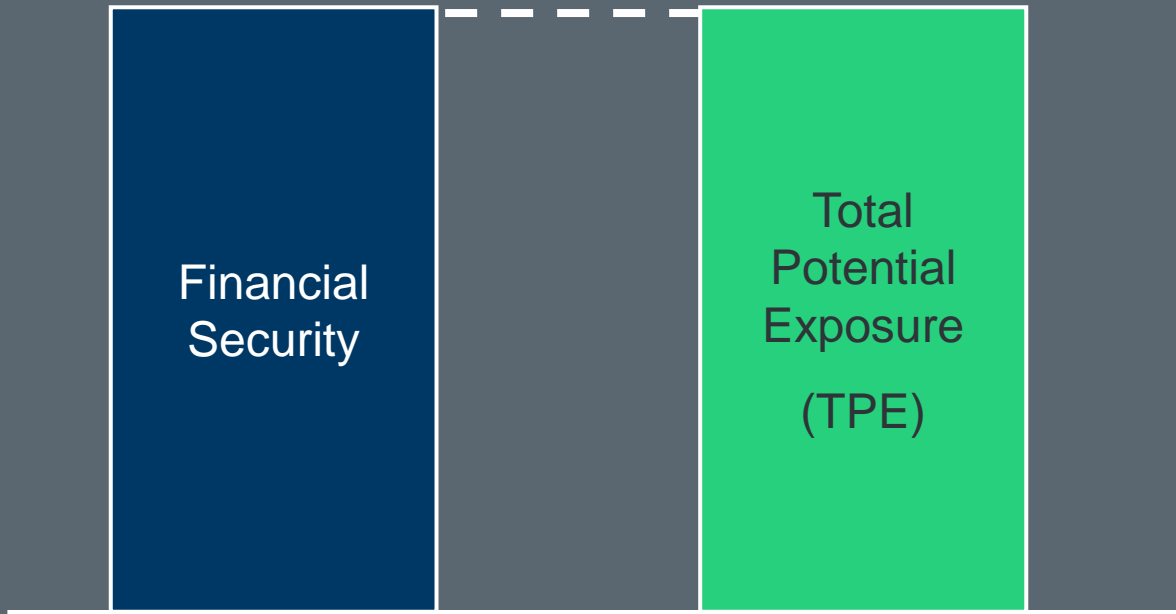 Financial
Security
Total
Potential
Exposure
(TPE)